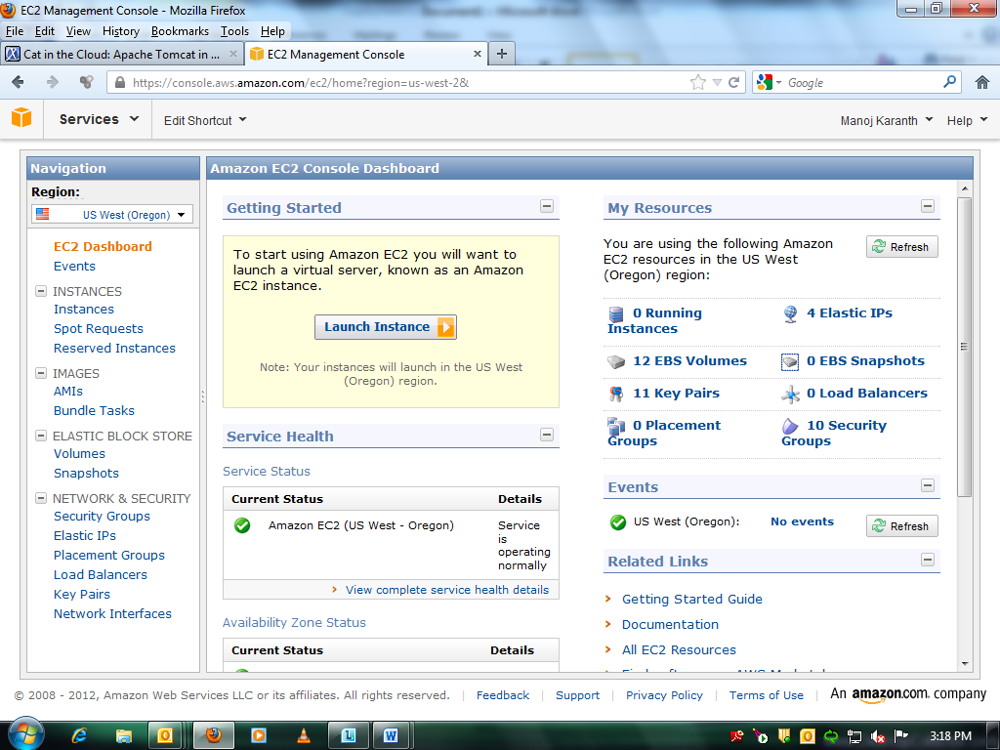 EC2 Management Console - Mozilla Firefox
File Edit View History Bookmarks Tools Help
Cat in the Cloud: Apache Tomcat in ...
EC2 Management Console
https://console.aws.amazon.com/ec2/home?region=us-west-2&
Google
Services
Edit Shortcut
Manoj Karanth
Help
Navigation
Region:
US West (Oregon)
EC2 Dashboard
Events
INSTANCES
Instances
Spot Requests
Reserved Instances
IMAGES
AMIs
Bundle Tasks
ELASTIC BLOCK STORE
Volumes
Snapshots
NETWORK & SECURITY
Security Groups
Elastic IPs
Placement Groups
Load Balancers
Key Pairs
Network Interfaces
Amazon EC2 Console Dashboard
Getting Started
To start using Amazon EC2 you will want to
launch a virtual server, known as an Amazon
EC2 instance.
Launch Instance
Note: Your instances will launch in the US West
(Oregon) region.
Service Health
Service Status
Current Status Details
Amazon EC2 (US West - Oregon)
Service
is
operating
normally
View complete service health details
Availability Zone Status
Current Status Details
My Resources
You are using the following Amazon
EC2 resources in the US West
(Oregon) region:
Refresh
0 Running
Instances
4 Elastic IPs
12 EBS Volumes
0 EBS Snapshots
11 Key Pairs
0 Load Balancers
0 Placement
Groups
10 Security
Groups
Events
US West (Oregon): No events
Refresh
Related Links
Getting Started Guide
Documentation
All EC2 Resources
© 2008 - 2012, Amazon Web Services LLC or its affiliates. All rights reserved. | Feedback | Support | Privacy Policy | Terms of Use | An amazon.com company
3:18 PM